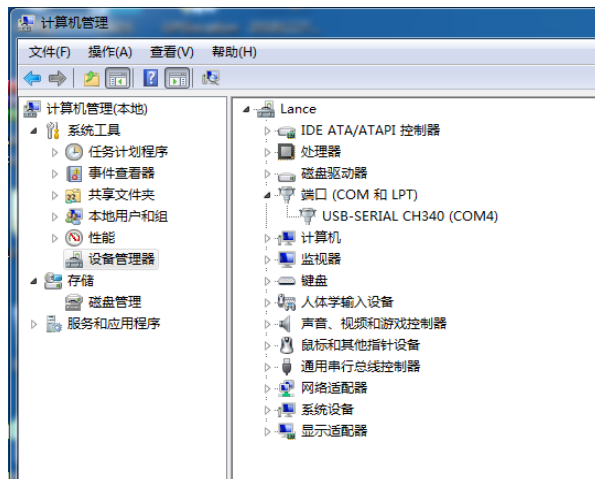 计算机管理
文件(F) 操作(A) 查看(V) 帮助(H)
计算机管理(本地)
系统工具
任务计划程序
事件查看器
共享文件夹
本地用户和组
性能
设备管理器
存储
磁盘管理
服务和应用程序
Lance
IDE ATA/ATAPI 控制器
处理器
磁盘驱动器
端口 (COM 和 LPT)
USB-SERIAL CH340 (COM4)
计算机
监视器
键盘
人体学输入设备
声音、视频和游戏控制器
鼠标和其他指针设备
通用串行总线控制器
网络适配器
系统设备
显示适配器